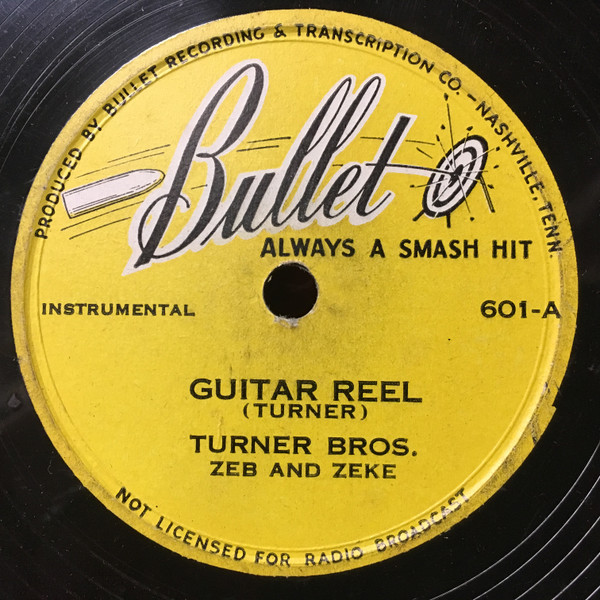 PRODUCED BY BULLET RECORDING & TRANSCRIPTION CO. - NASHVILLE, TENN.
Bullet
ALWAYS A SMASH HIT
INSTRUMENTAL
601-A
GUITAR REEL
(TURNER)
TURNER BROS.
ZEB AND ZEKE
NOT LICENSED FOR RADIO BROADCAST